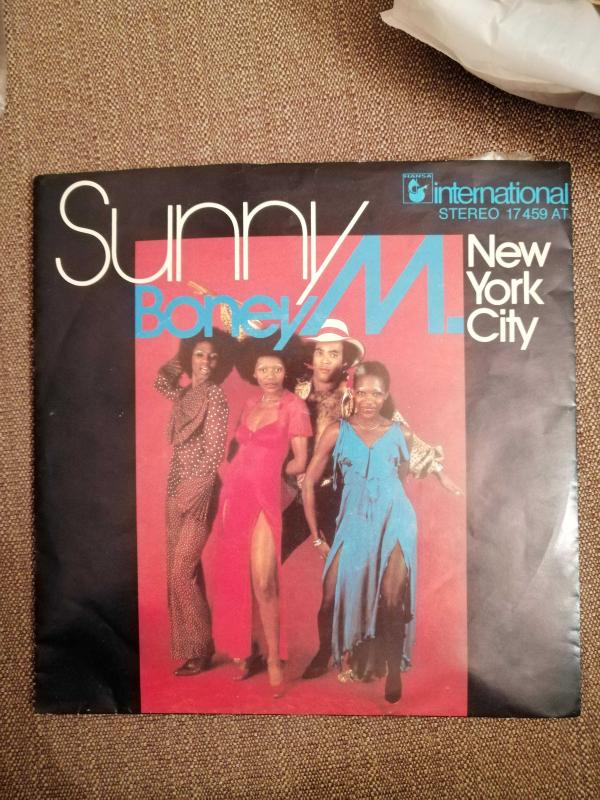 Sunny
HANSA
international
STEREO 17 459 AT
Boney M.
New
York
City